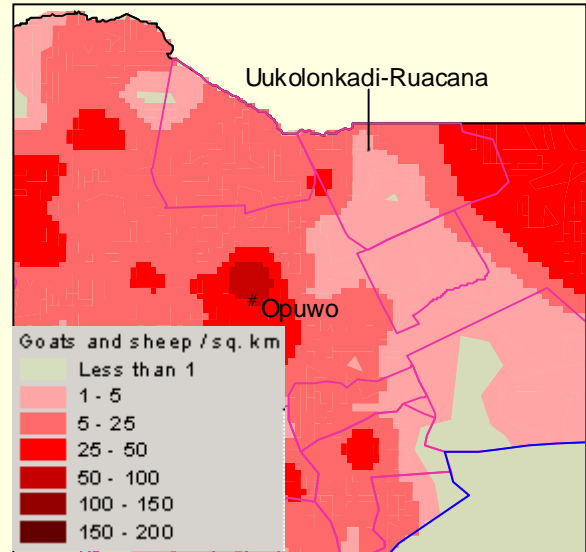 Uukolonkadi-Ruacana
#Opuwo
Goats and sheep / sq. km
Less than 1
1 - 5
5 - 25
25 - 50
50 - 100
100 - 150
150 - 200